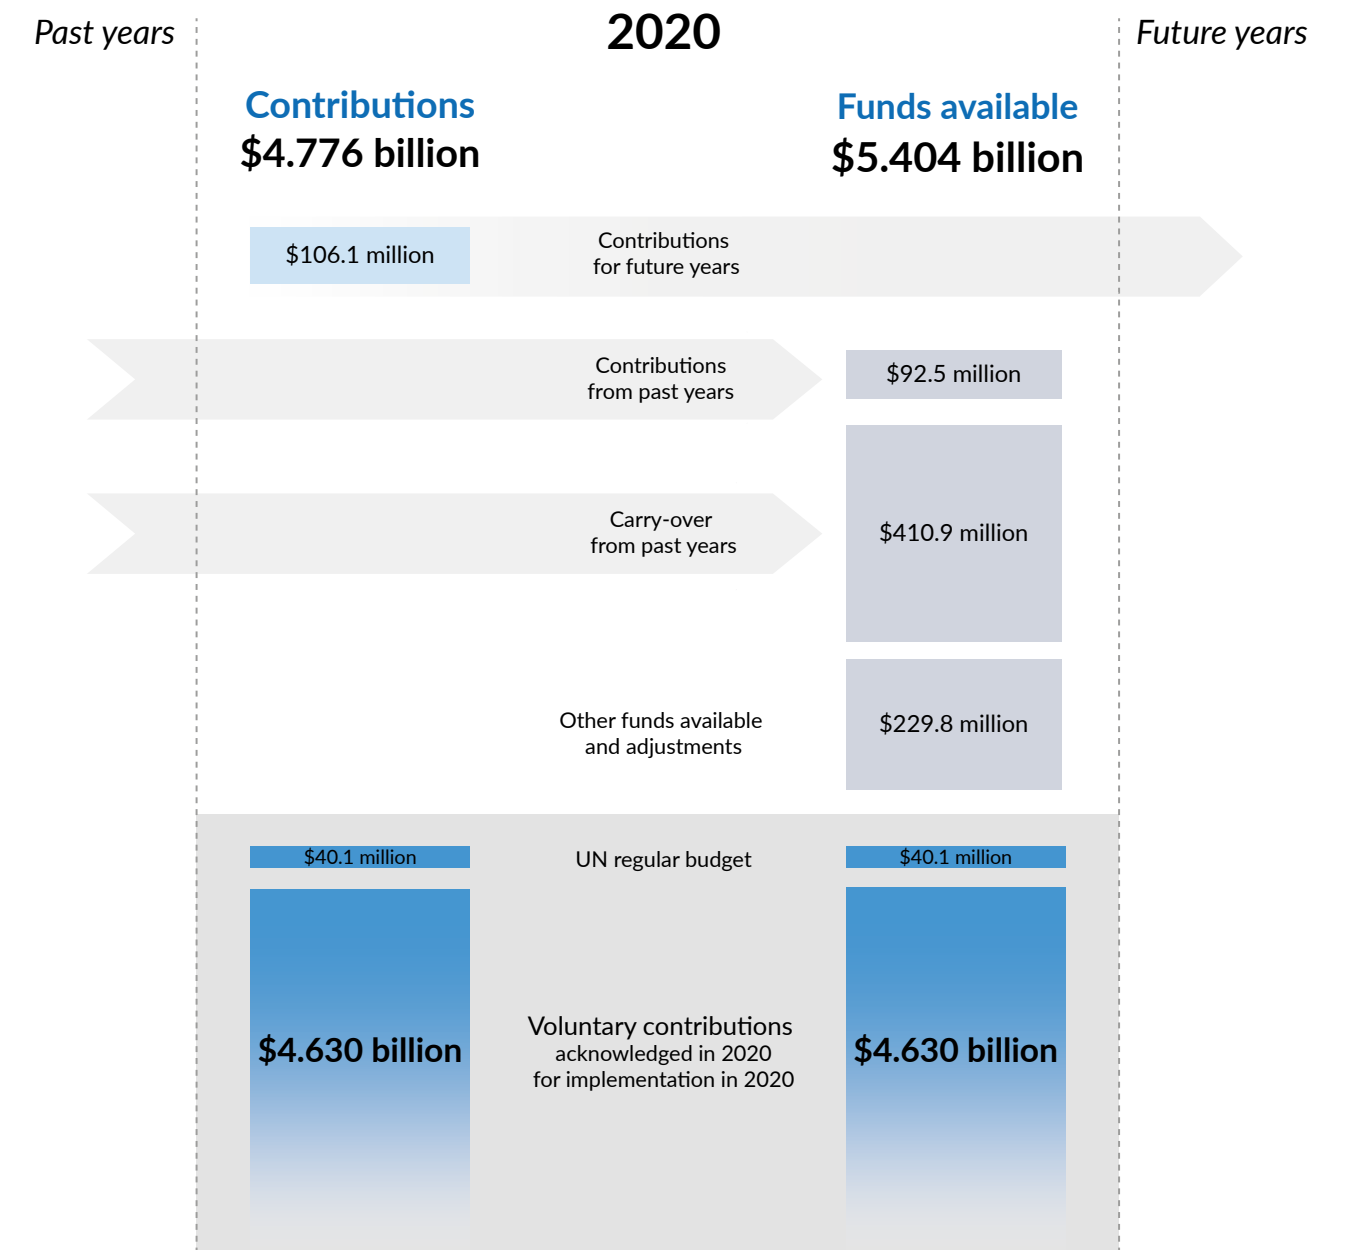 Past years
2020
Future years
Contributions
$4.776 billion
Funds available
$5.404 billion
$106.1 million
Contributions
for future years
Contributions
from past years
$92.5 million
Carry-over
from past years
$410.9 million
Other funds available
and adjustments
$229.8 million
$40.1 million
UN regular budget
$40.1 million
$4.630 billion
Voluntary contributions
acknowledged in 2020
for implementation in 2020
$4.630 billion